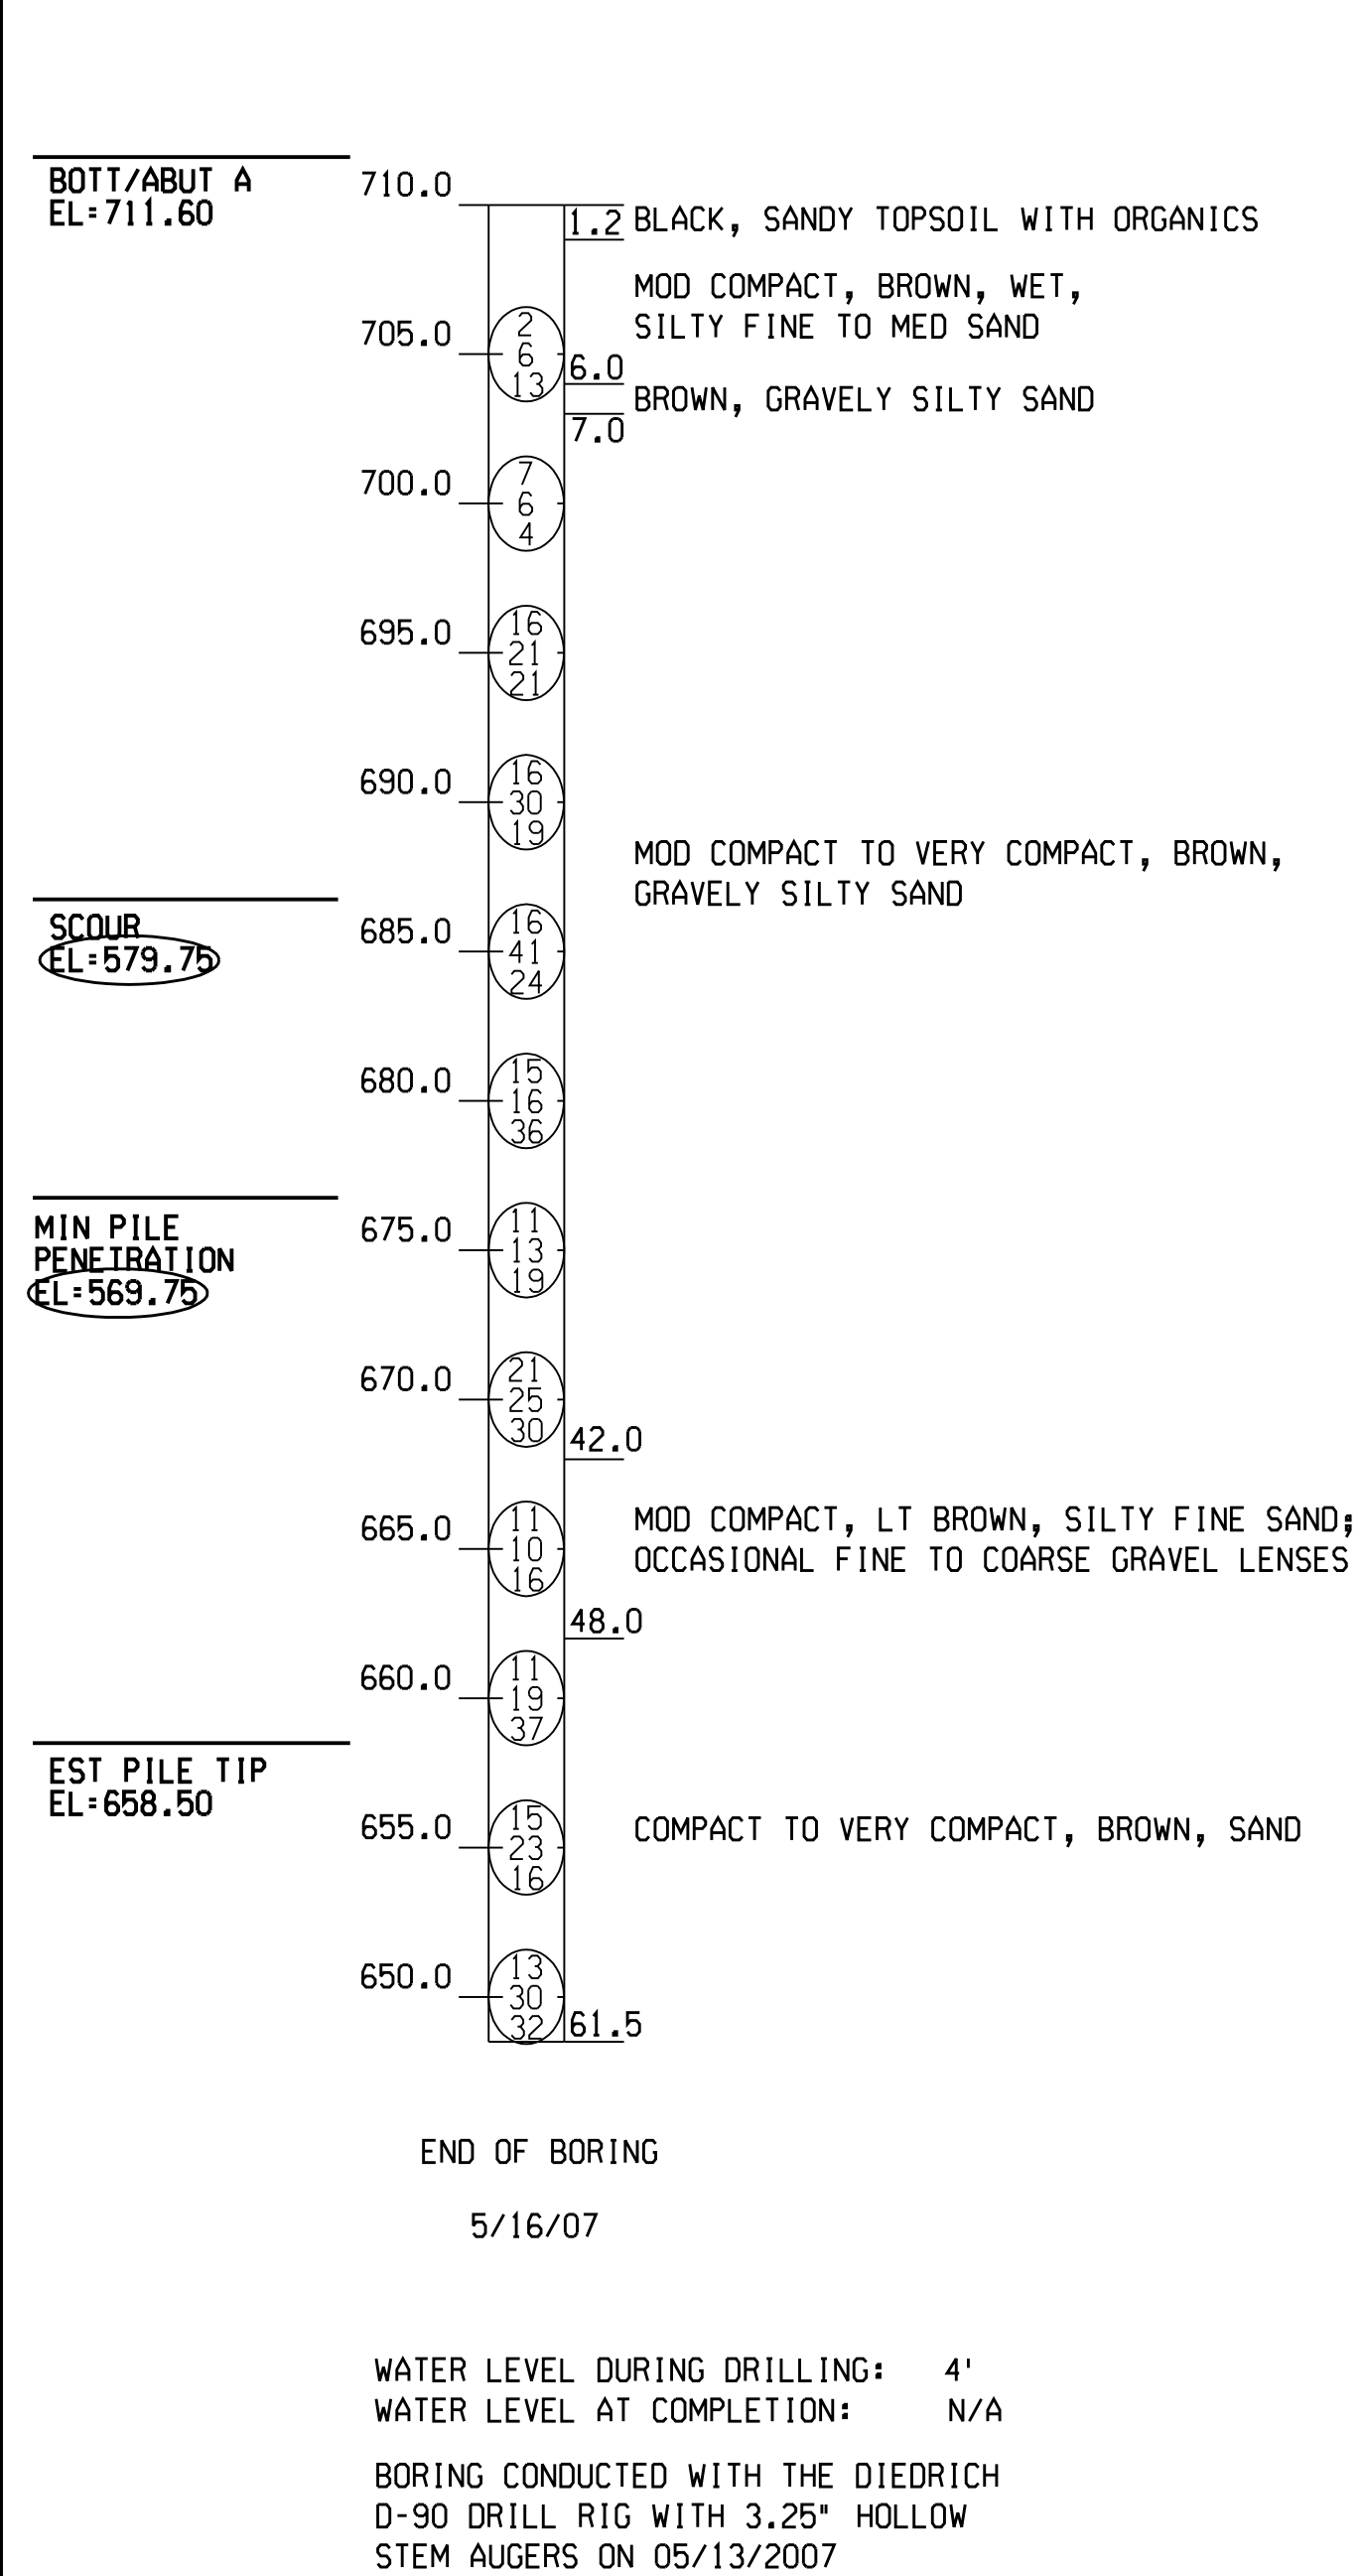 BOTT/ABUT A
EL=711.60
710.0
1.2 BLACK, SANDY TOPSOIL WITH ORGANICS
MOD COMPACT, BROWN, WET,
SILTY FINE TO MED SAND
705.0
2
6
13
6.0
BROWN, GRAVELY SILTY SAND
7.0
700.0
7
6
4
695.0
16
21
21
690.0
16
30
19
MOD COMPACT TO VERY COMPACT, BROWN,
GRAVELY SILTY SAND
SCOUR
EL=579.75
685.0
16
41
24
680.0
15
16
36
MIN PILE
PENETRATION
EL=569.75
675.0
11
13
19
670.0
21
25
30
42.0
665.0
11
10
16
MOD COMPACT, LT BROWN, SILTY FINE SAND;
OCCASIONAL FINE TO COARSE GRAVEL LENSES
48.0
660.0
11
19
37
EST PILE TIP
EL=658.50
655.0
15
23
16
COMPACT TO VERY COMPACT, BROWN, SAND
650.0
13
30
32
61.5
END OF BORING
5/16/07
WATER LEVEL DURING DRILLING: 4'
WATER LEVEL AT COMPLETION: N/A
BORING CONDUCTED WITH THE DIEDRICH
D-90 DRILL RIG WITH 3.25" HOLLOW
STEM AUGERS ON 05/13/2007